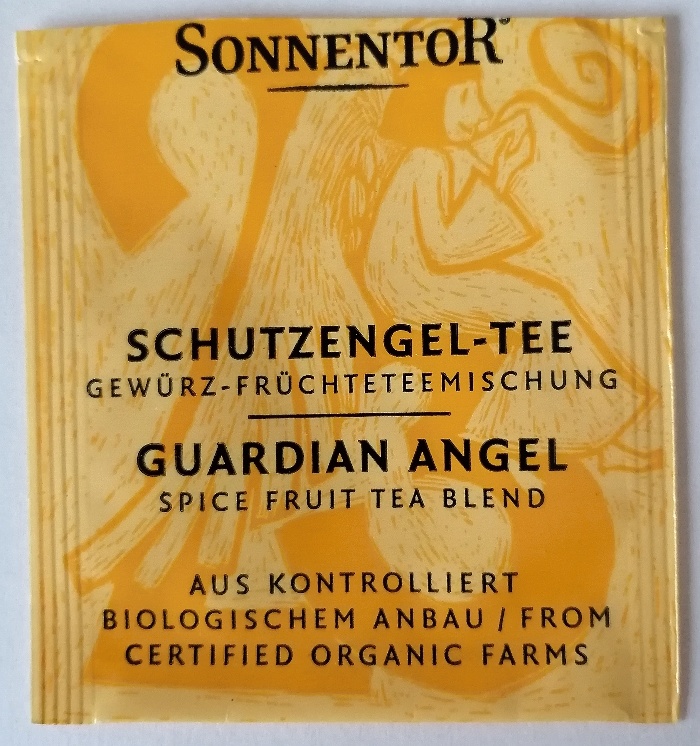 SONNENTOR®
SCHUTZENGEL-TEE
GEWÜRZ-FRÜCHTETEEMISCHUNG
GUARDIAN ANGEL
SPICE FRUIT TEA BLEND
AUS KONTROLLIERT
BIOLOGISCHEM ANBAU / FROM
CERTIFIED ORGANIC FARMS